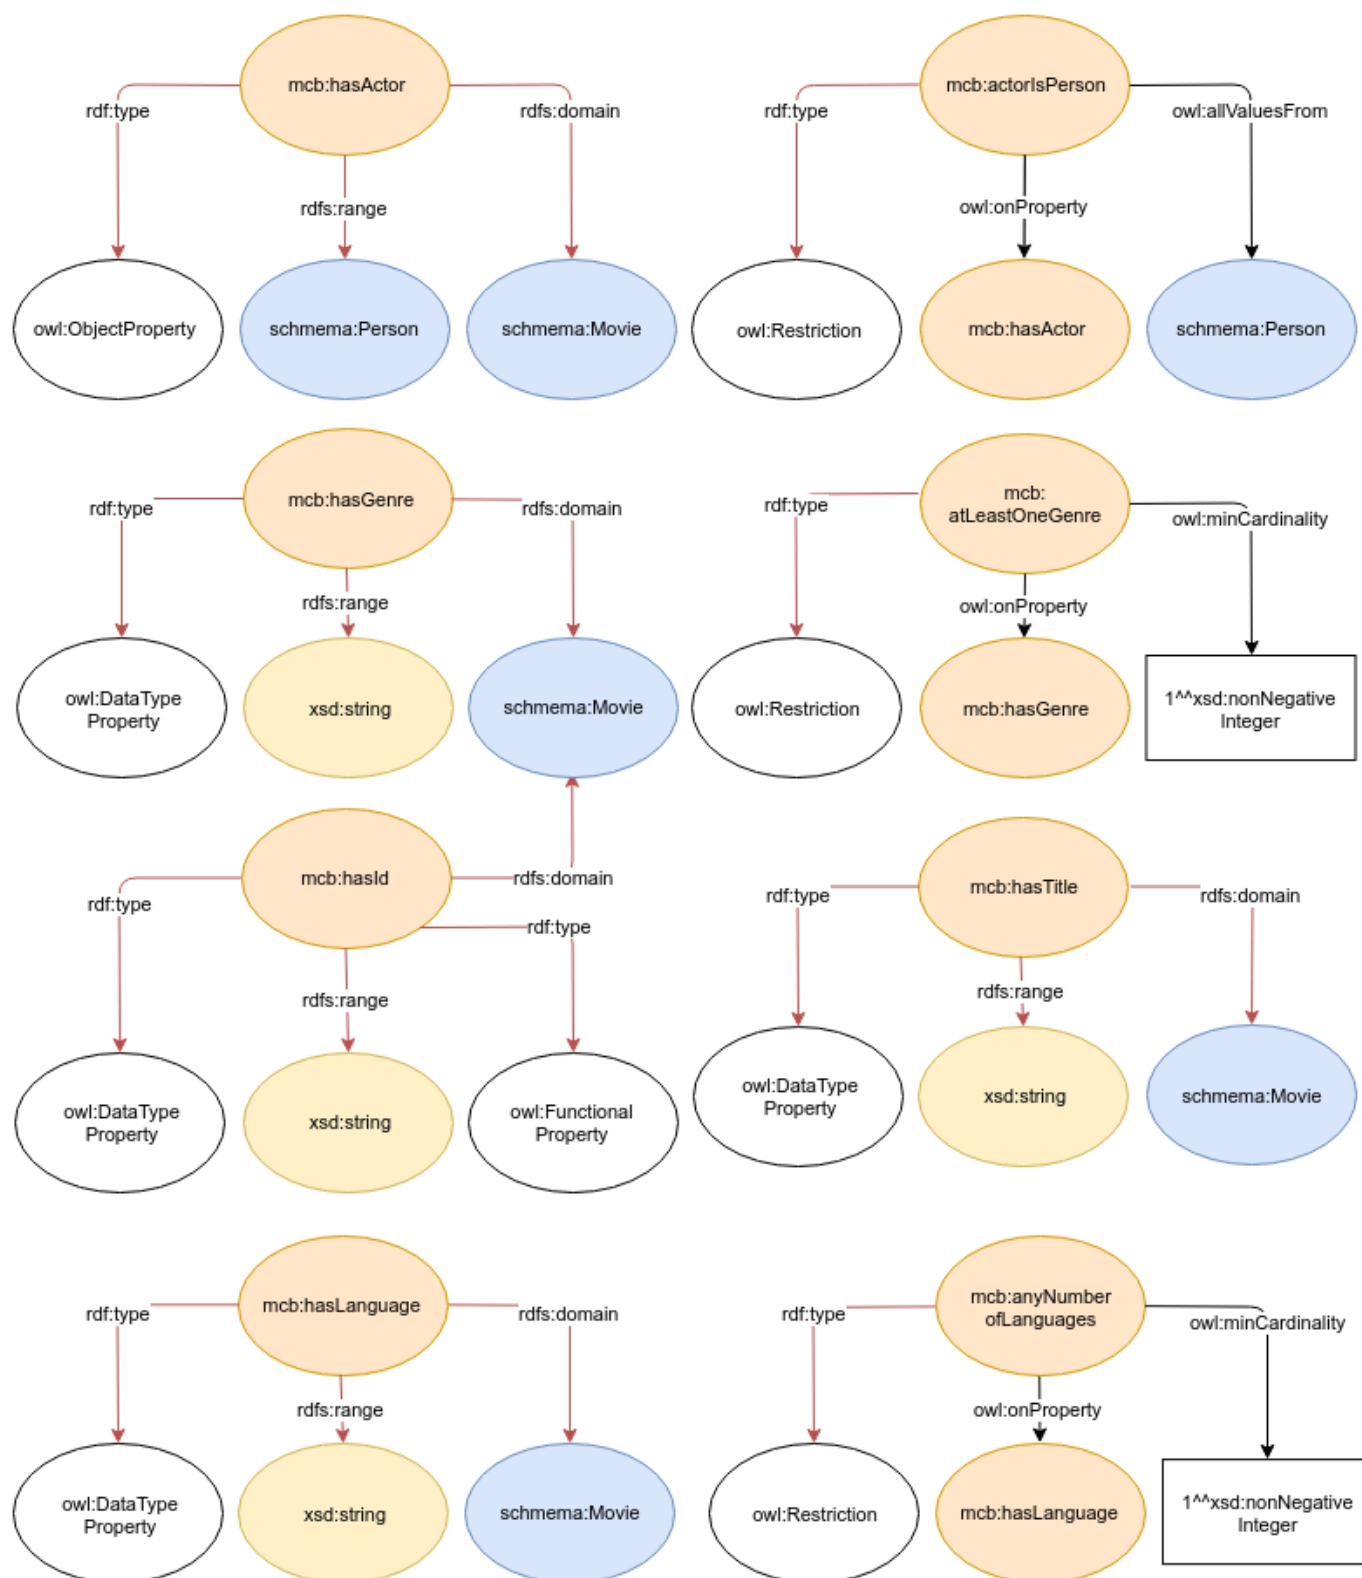 mcb:hasActor
rdf:type
rdfs:domain
rdfs:range
owl:ObjectProperty
schmema:Person
schmema:Movie
mcb:actorIsPerson
rdf:type
owl:allValuesFrom
owl:onProperty
owl:Restriction
mcb:hasActor
schmema:Person
mcb:hasGenre
rdf:type
rdfs:domain
rdfs:range
owl:DataType
Property
xsd:string
schmema:Movie
mcb:
atLeastOneGenre
rdf:type
owl:minCardinality
owl:onProperty
owl:Restriction
mcb:hasGenre
1^^xsd:nonNegative
Integer
mcb:hasId
rdf:type
rdfs:domain
rdf:type
rdfs:range
owl:DataType
Property
xsd:string
owl:Functional
Property
mcb:hasTitle
rdf:type
rdfs:domain
rdfs:range
owl:DataType
Property
xsd:string
schmema:Movie
mcb:hasLanguage
rdf:type
rdfs:domain
rdfs:range
owl:DataType
Property
xsd:string
schmema:Movie
mcb:anyNumber
ofLanguages
rdf:type
owl:minCardinality
owl:onProperty
owl:Restriction
mcb:hasLanguage
1^^xsd:nonNegative
Integer